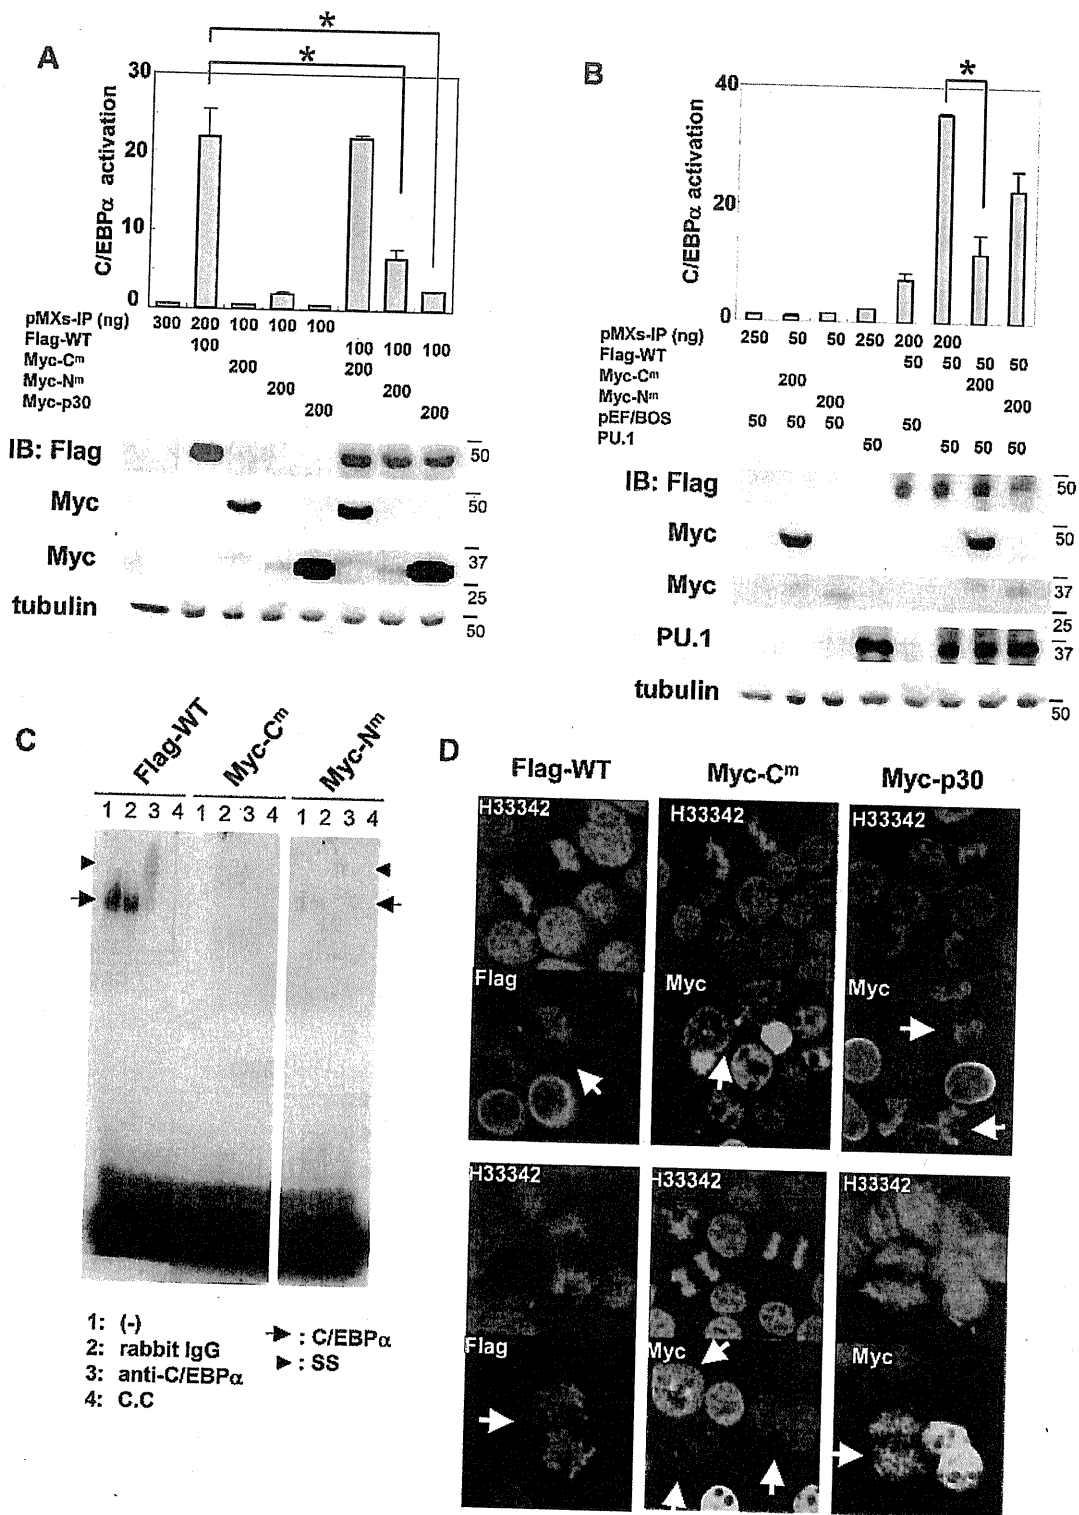 A
*
*
30
20
10
0
C/EBPα activation
pMXs-IP (ng) 300 200 100 100 100
Flag-WT 100 100 100 100
Myc-Cᵐ 200 200
Myc-Nᵐ 200 200
Myc-p30 200 200
IB: Flag 50
Myc 50
Myc 37
25
tubulin 50
B
*
40
20
0
C/EBPα activation
pMXs-IP (ng) 250 50 50 250 200 200
Flag-WT 50 50 50 50
Myc-Cᵐ 200 200
Myc-Nᵐ 200 200
pEF/BOS 50 50 50 50
PU.1 50 50 50 50
IB: Flag 50
Myc 50
Myc 37
25
PU.1 37
tubulin 50
C
Flag-WT Myc-Cᵐ Myc-Nᵐ
1 2 3 4 1 2 3 4 1 2 3 4
1: (-)
2: rabbit IgG
3: anti-C/EBPα
4: C.C
: C/EBPα
: SS
D
Flag-WT Myc-Cᵐ Myc-p30
H33342 H33342 H33342
Flag Myc Myc
H33342 H33342 H33342
Flag Myc Myc